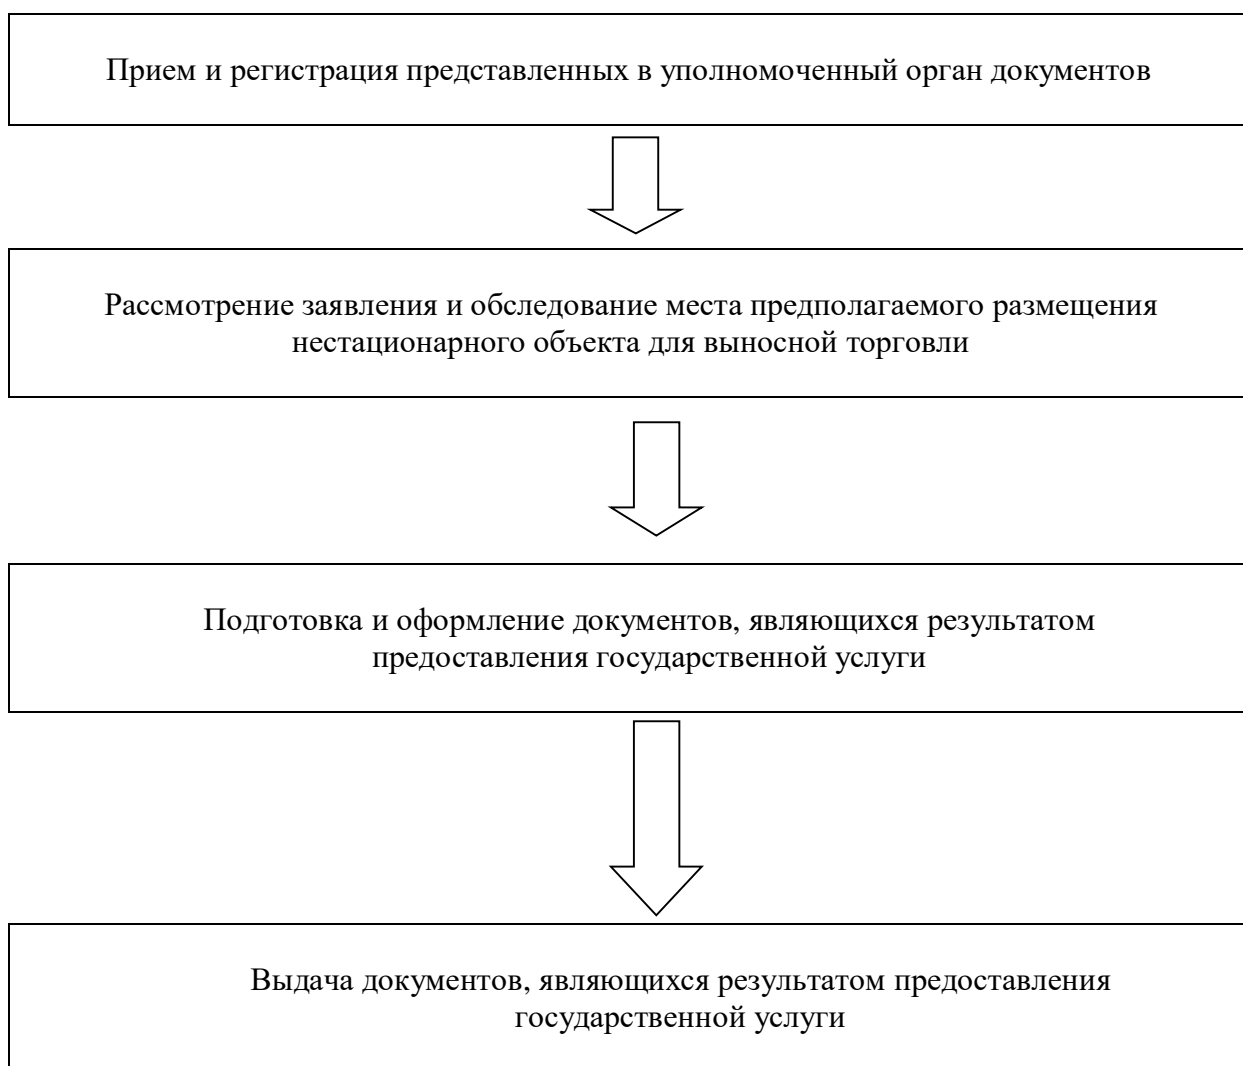 Прием и регистрация представленных в уполномоченный орган документов
Рассмотрение заявления и обследование места предполагаемого размещения
нестационарного объекта для выносной торговли
Подготовка и оформление документов, являющихся результатом
предоставления государственной услуги
Выдача документов, являющихся результатом предоставления
государственной услуги